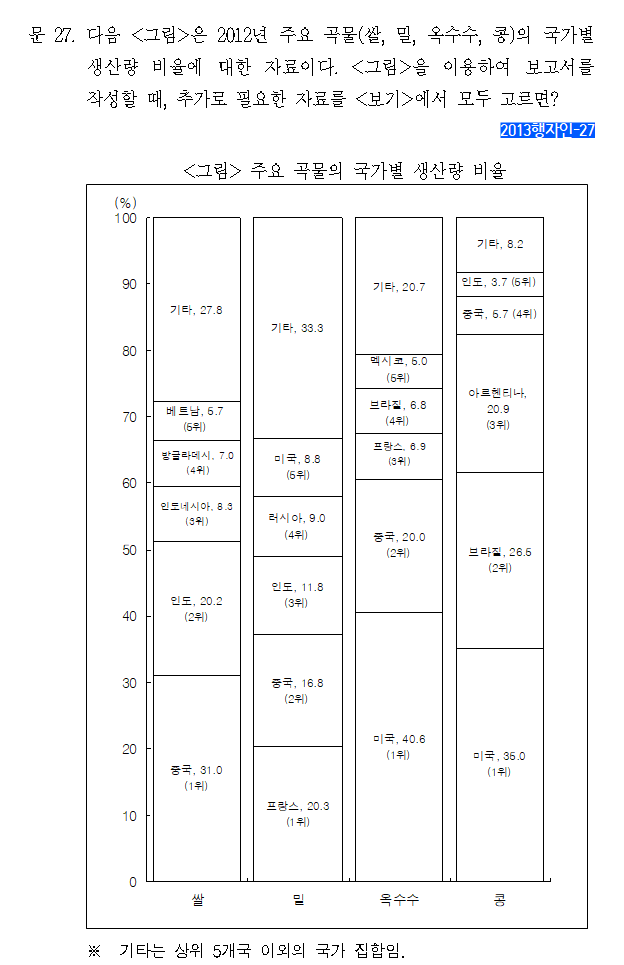 문 27. 다음 <그림>은 2012년 주요 곡물(쌀, 밀, 옥수수, 콩)의 국가별
생산량 비율에 대한 자료이다. <그림>을 이용하여 보고서를
작성할 때, 추가로 필요한 자료를 <보기>에서 모두 고르면?
2013행자인-27
<그림> 주요 곡물의 국가별 생산량 비율
(%)
100
90
80
70
60
50
40
30
20
10
0
기타, 27.8
베트남, 5.7
(5위)
방글라데시, 7.0
(4위)
인도네시아, 8.3
(3위)
인도, 20.2
(2위)
중국, 31.0
(1위)
쌀
기타, 33.3
미국, 8.8
(5위)
러시아, 9.0
(4위)
인도, 11.8
(3위)
중국, 16.8
(2위)
프랑스, 20.3
(1위)
밀
기타, 20.7
멕시코, 5.0
(5위)
브라질, 6.8
(4위)
프랑스, 6.9
(3위)
중국, 20.0
(2위)
미국, 40.6
(1위)
옥수수
기타, 8.2
인도, 3.7 (5위)
중국, 5.7 (4위)
아르헨티나,
20.9
(3위)
브라질, 26.5
(2위)
미국, 35.0
(1위)
콩
※ 기타는 상위 5개국 이외의 국가 집합임.